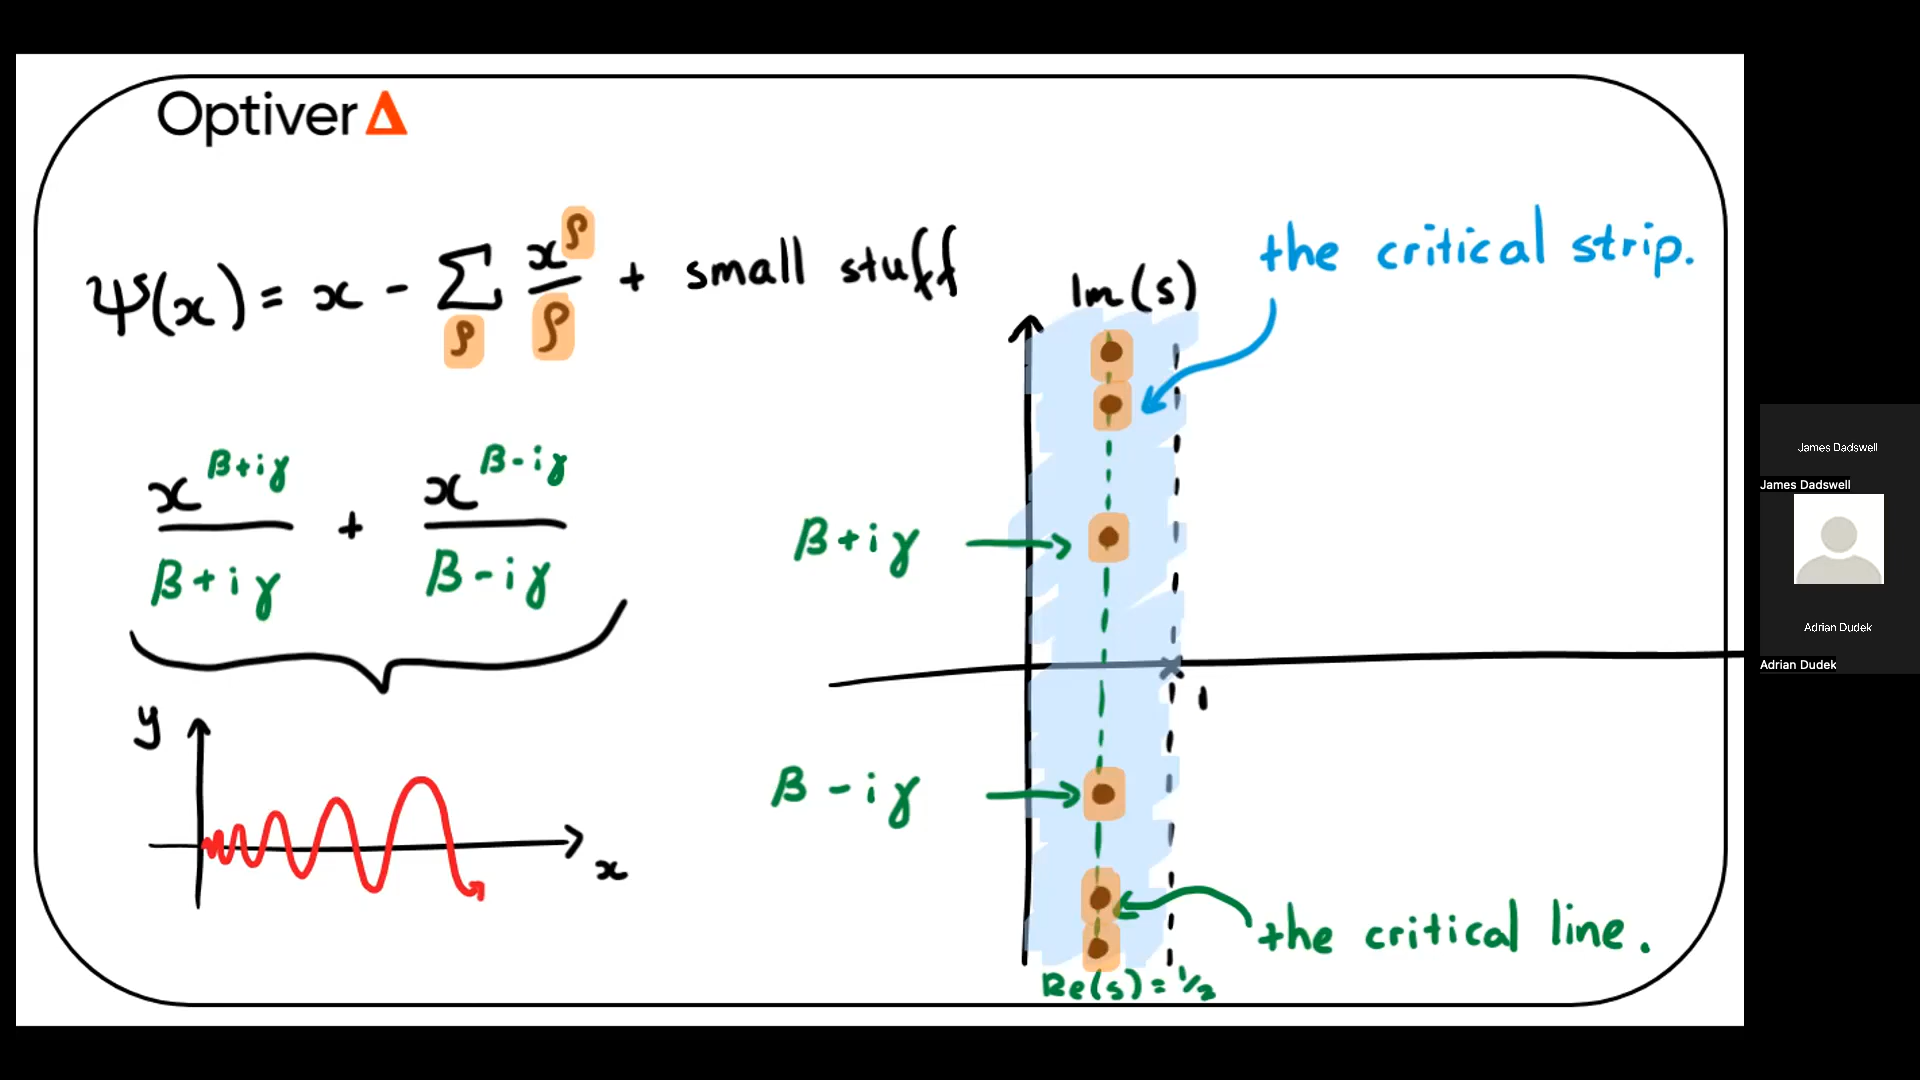 Optiver
ψ(x) = x - Σ_ρ x^ρ/ρ + small stuff
x^(β+iγ)/(β+iγ) + x^(β-iγ)/(β-iγ)
y
x
Im(s)
the critical strip.
β+iγ
1
β-iγ
the critical line.
Re(s) = 1/2
James Dadswell
James Dadswell
Adrian Dudek
Adrian Dudek